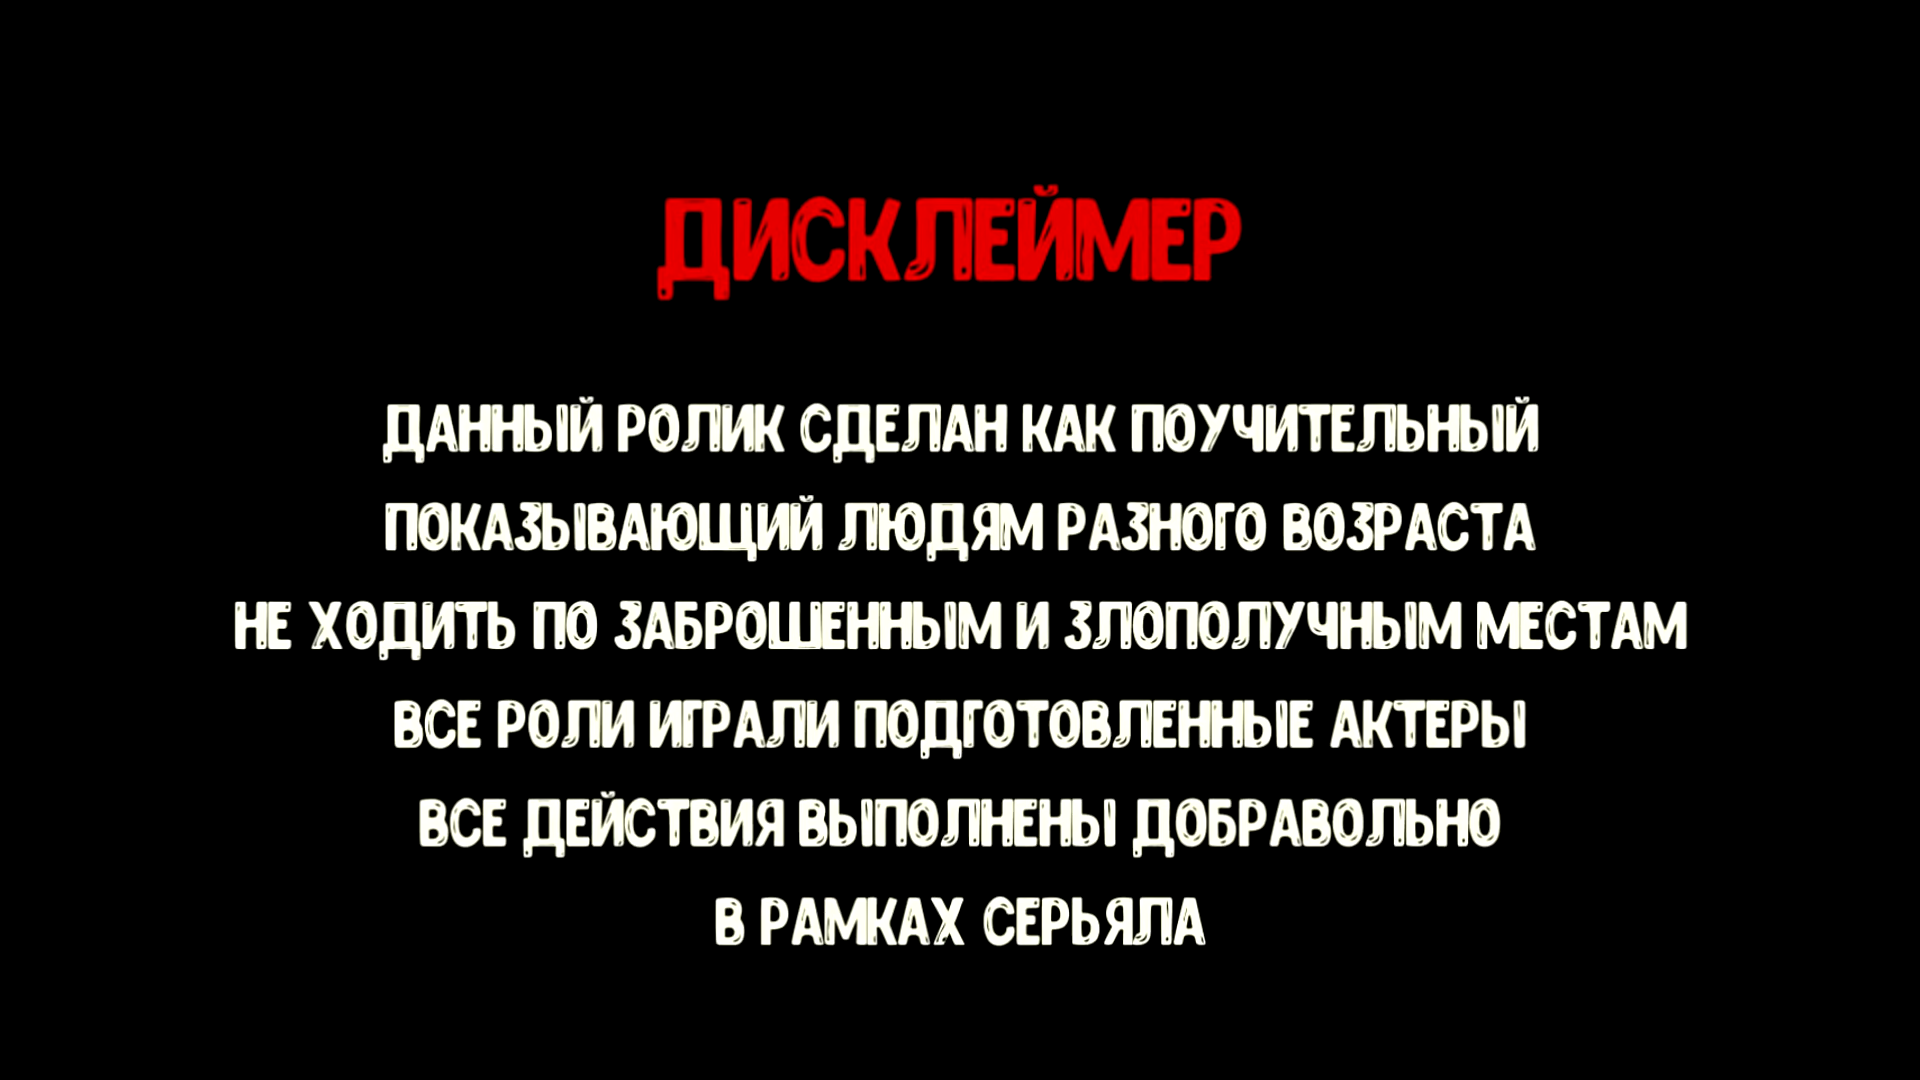 ДИСКЛЕЙМЕР
ДАННЫЙ РОЛИК СДЕЛАН КАК ПОУЧИТЕЛЬНЫЙ
ПОКАЗЫВАЮЩИЙ ЛЮДЯМ РАЗНОГО ВОЗРАСТА
НЕ ХОДИТЬ ПО ЗАБРОШЕННЫМ И ЗЛОПОЛУЧНЫМ МЕСТАМ
ВСЕ РОЛИ ИГРАЛИ ПОДГОТОВЛЕННЫЕ АКТЕРЫ
ВСЕ ДЕЙСТВИЯ ВЫПОЛНЕНЫ ДОБРАВОЛЬНО
В РАМКАХ СЕРЬЯЛА